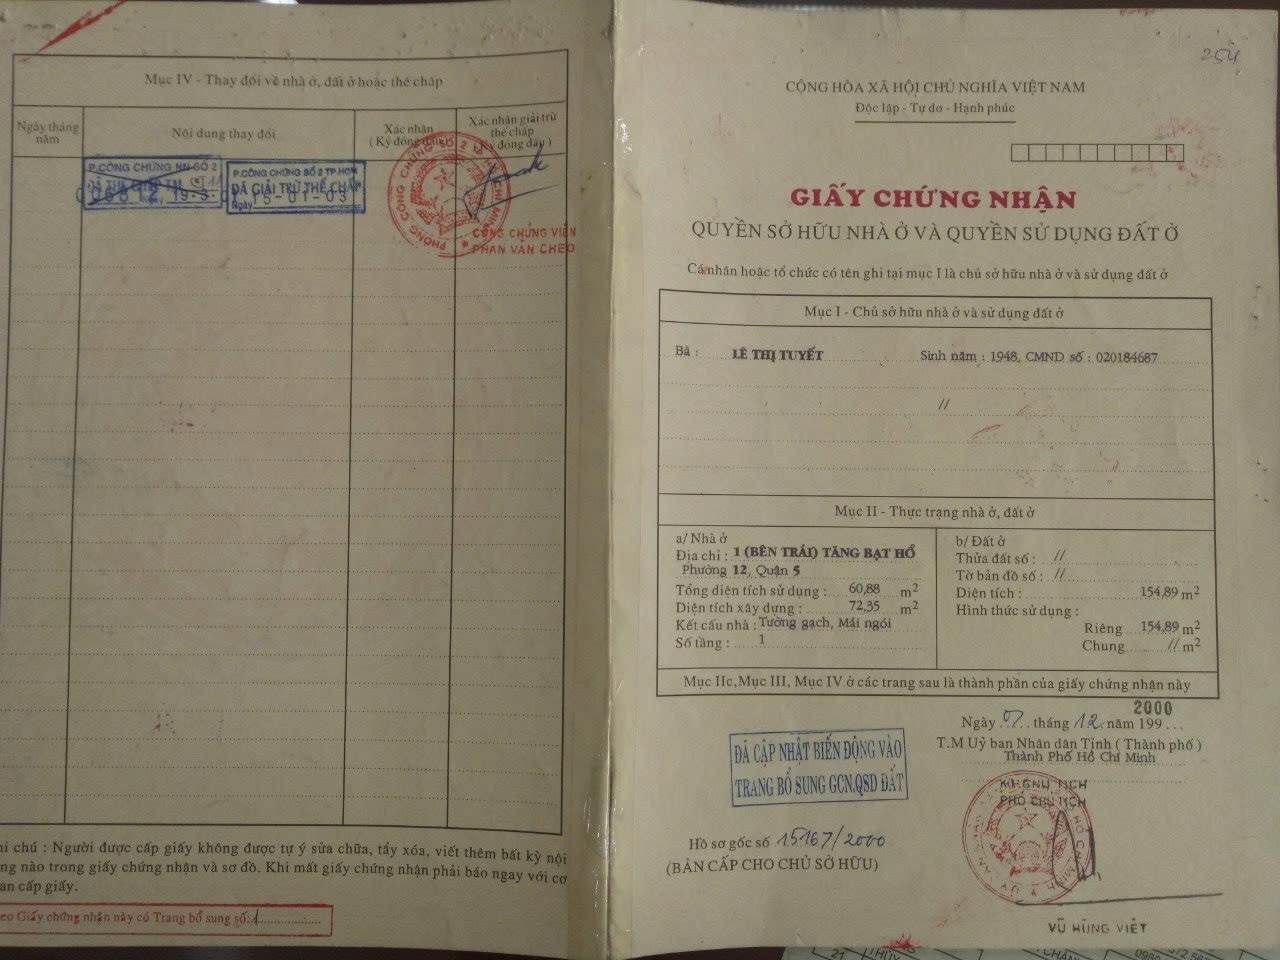 Mục IV - Thay đổi về nhà ở, đất ở hoặc thế chấp
Ngày tháng năm
Nội dung thay đổi
Xác nhận
( Ký đóng dấu )
Xác nhận giải trừ
thế chấp
( Ký đóng dấu )
P.CÔNG CHỨNG NN-SỐ 2
P.CÔNG CHỨNG SỐ 2 TP.HCM
ĐÃ GIẢI TRỪ THẾ CHẤP
Ngày 15-01-03
PHÒNG CÔNG CHỨNG SỐ 2 TP HỒ CHÍ MINH
CÔNG CHỨNG VIÊN
PHAN VĂN CHEO
hi chú : Người được cấp giấy không được tự ý sửa chữa, tẩy xóa, viết thêm bất kỳ nội
ng nào trong giấy chứng nhận và sơ đồ. Khi mất giấy chứng nhận phải báo ngay với cơ
an cấp giấy.
eo Giấy chứng nhận này có Trang bổ sung số: 1
254
CỘNG HÒA XÃ HỘI CHỦ NGHĨA VIỆT NAM
Độc lập - Tự do - Hạnh phúc
GIẤY CHỨNG NHẬN
QUYỀN SỞ HỮU NHÀ Ở VÀ QUYỀN SỬ DỤNG ĐẤT Ở
Cá nhân hoặc tổ chức có tên ghi tại mục I là chủ sở hữu nhà ở và sử dụng đất ở
Mục I - Chủ sở hữu nhà ở và sử dụng đất ở
Bà : LÊ THỊ TUYẾT Sinh năm : 1948, CMND số : 020184687
//
Mục II - Thực trạng nhà ở, đất ở
a/ Nhà ở
Địa chỉ : 1 (BÊN TRÁI) TĂNG BẠT HỔ
Phường 12, Quận 5
Tổng diện tích sử dụng : 60,88 m2
Diện tích xây dựng : 72,35 m2
Kết cấu nhà : Tường gạch, Mái ngói
Số tầng : 1
b/ Đất ở
Thửa đất số : //
Tờ bản đồ số : //
Diện tích : 154,89 m2
Hình thức sử dụng :
Riêng 154,89 m2
Chung // m2
Mục IIc,Mục III, Mục IV ở các trang sau là thành phần của giấy chứng nhận này
2000
Ngày 07 tháng 12 năm 199...
T.M Uỷ ban Nhân dân Tỉnh ( Thành phố )
Thành Phố Hồ Chí Minh
KT.CHỦ TỊCH
PHÓ CHỦ TỊCH
ĐÃ CẬP NHẬT BIẾN ĐỘNG VÀO
TRANG BỔ SUNG GCN,QSD ĐẤT
Hồ sơ gốc số 15167/2000
(BẢN CẤP CHO CHỦ SỞ HỮU)
VŨ HÙNG VIỆT
21